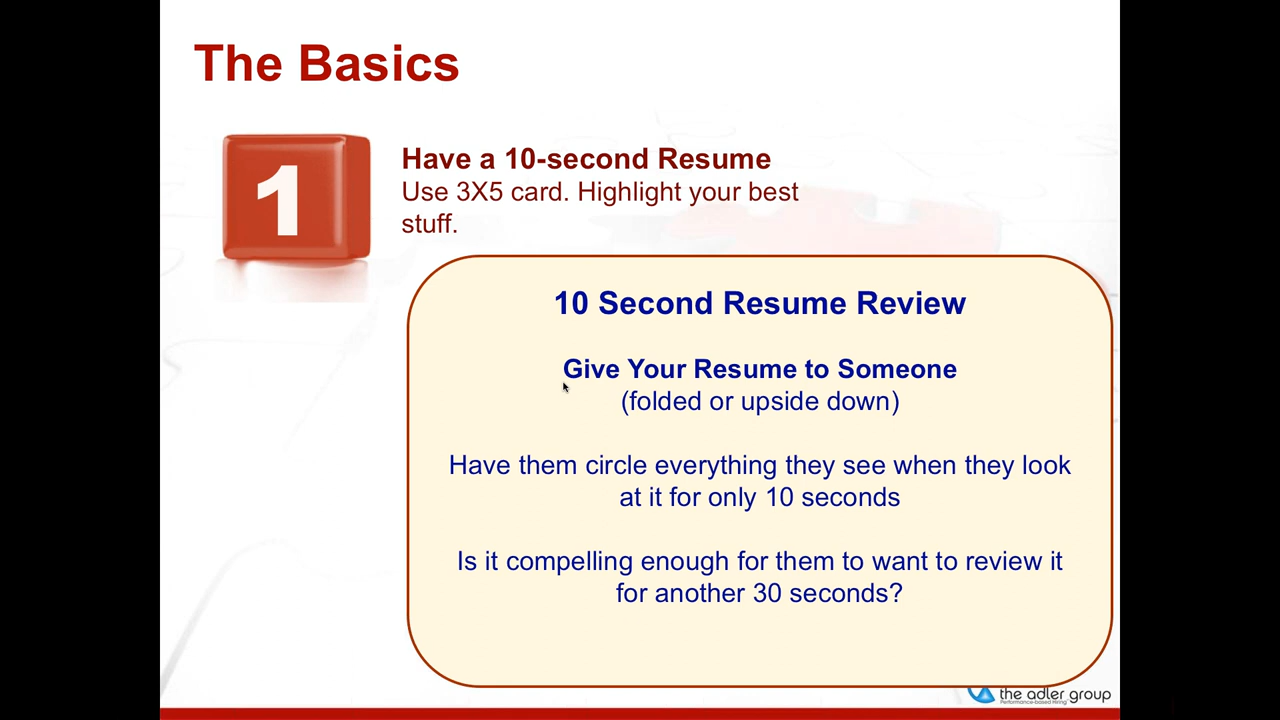 The Basics
1
Have a 10-second Resume
Use 3X5 card. Highlight your best
stuff.
10 Second Resume Review
Give Your Resume to Someone
(folded or upside down)
Have them circle everything they see when they look
at it for only 10 seconds
Is it compelling enough for them to want to review it
for another 30 seconds?
the adler group
Performance-based Hiring